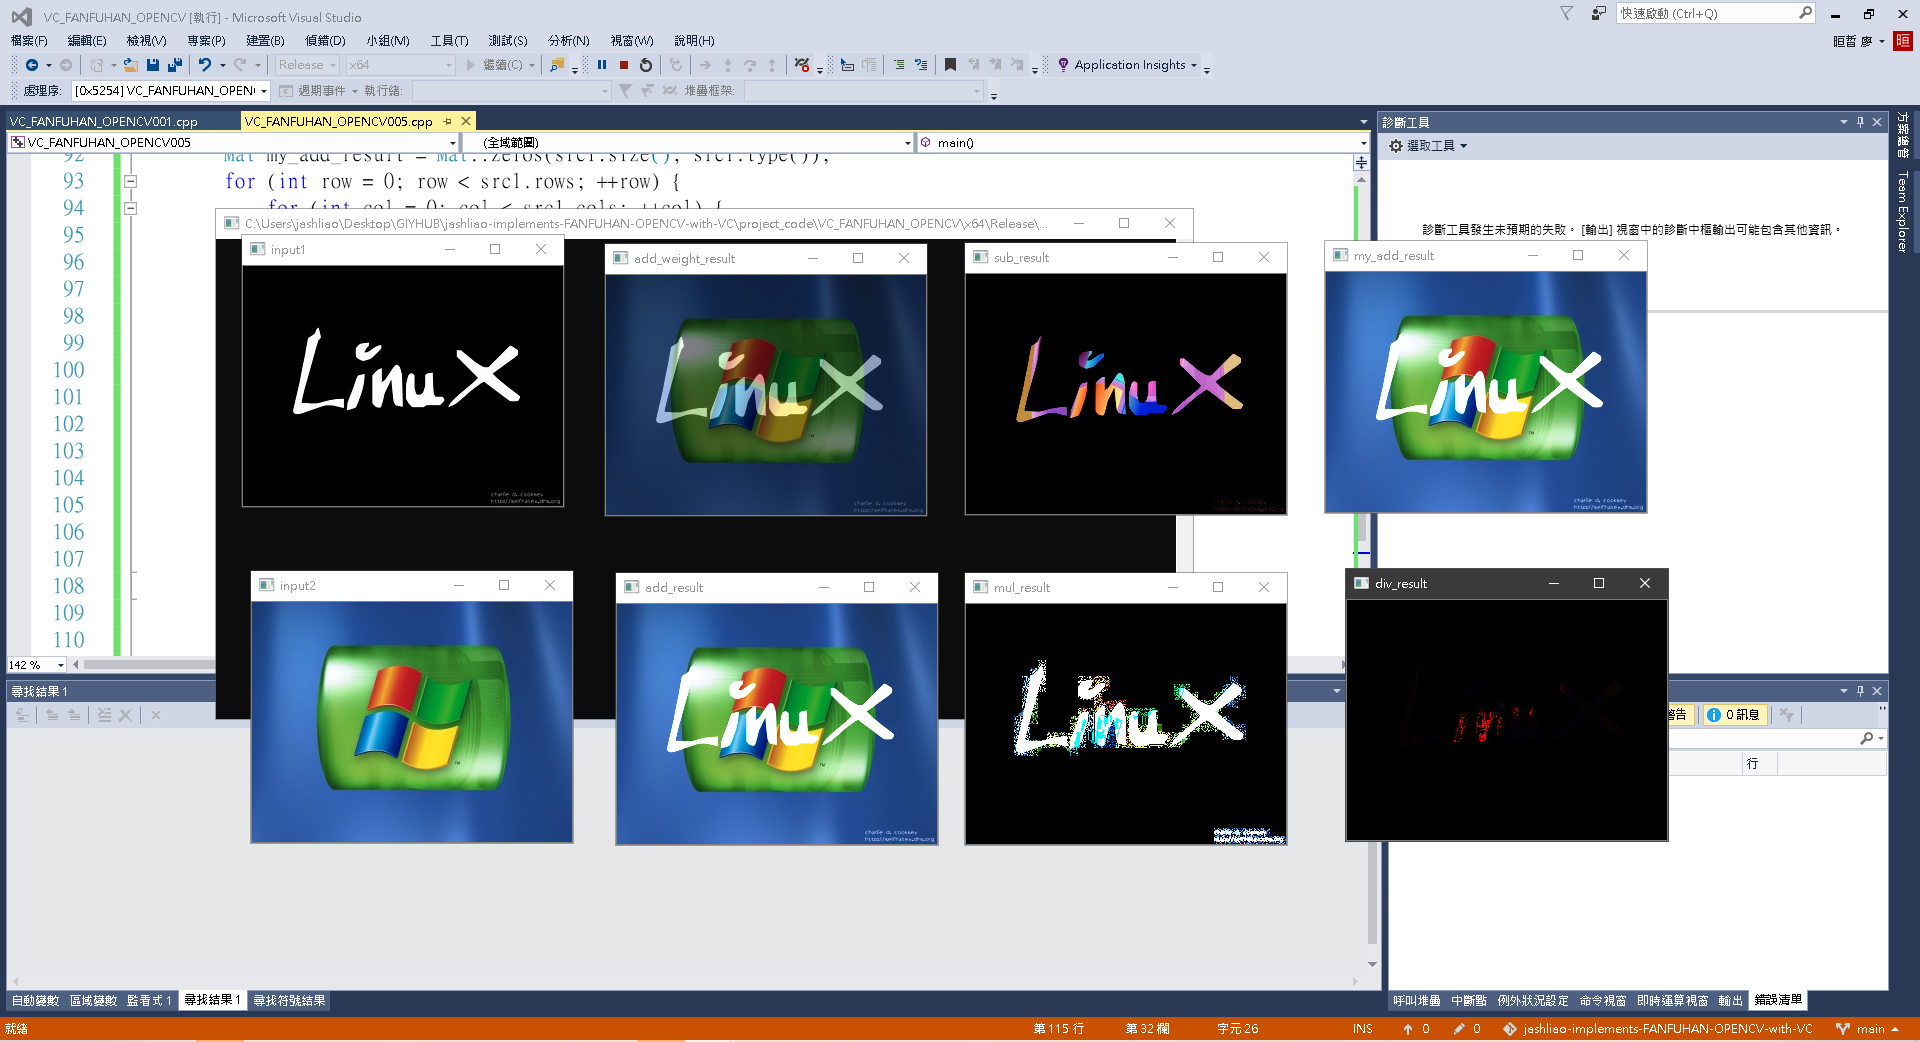 VC_FANFUHAN_OPENCV [執行] - Microsoft Visual Studio
快速啟動 (Ctrl+Q)
檔案(F) 編輯(E) 檢視(V) 專案(P) 建置(B) 偵錯(D) 小組(M) 工具(T) 測試(S) 分析(N) 視窗(W) 說明(H)
晅哲 廖
Release x64 繼續(C) Application Insights
處理序: [0x5254] VC_FANFUHAN_OPEN 週期事件 執行緒: 堆疊框架:
VC_FANFUHAN_OPENCV001.cpp VC_FANFUHAN_OPENCV005.cpp
VC_FANFUHAN_OPENCV005 (全域範圍) main()
92 Mat my_add_result = Mat::zeros(src1.size(), src1.type());
93 for (int row = 0; row < src1.rows; ++row) {
94 for (int col = 0; col < src1.cols; ++col) {
95
96
97
98
99
100
101
102
103
104
105
106
107
108
109
110
142 %
C:\Users\jashliao\Desktop\GIYHUB\jashliao-implements-FANFUHAN-OPENCV-with-VC\project_code\VC_FANFUHAN_OPENCV\x64\Release\...
input1
Linux
charlie d. cooksey
add_weight_result
Linux
TM
sub_result
Linux
my_add_result
Linux
TM
charlie d. cooksey
input2
TM
add_result
Linux
TM
charlie d. cooksey
mul_result
Linux
div_result
Linux
診斷工具
選取工具
診斷工具發生未預期的失敗。 [輸出] 視窗中的診斷中樞輸出可能包含其他資訊。
方案總管
Team Explorer
尋找結果 1
警告 0 訊息
行
自動變數 區域變數 監看式 1 尋找結果 1 尋找符號結果
呼叫堆疊 中斷點 例外狀況設定 命令視窗 即時運算視窗 輸出 錯誤清單
就緒 第 115 行 第 32 欄 字元 26 INS 0 0 jashliao-implements-FANFUHAN-OPENCV-with-VC main